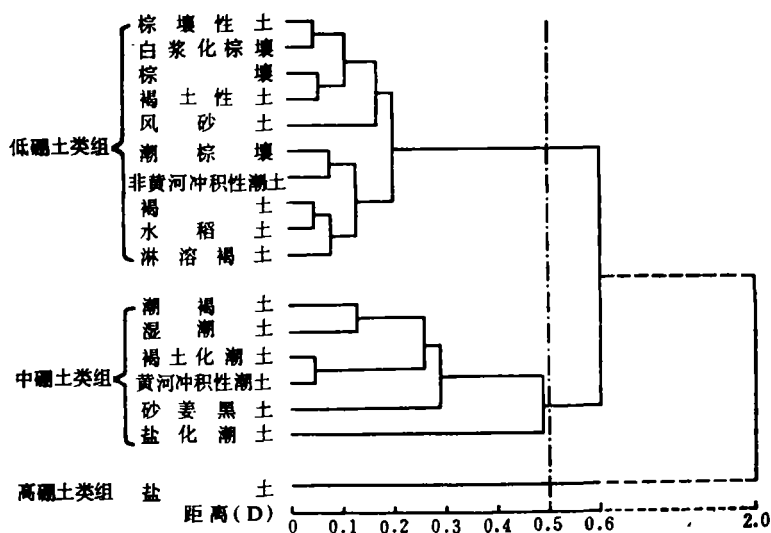 棕壤性土
白浆化棕壤
棕壤
褐土性土
风砂土
低硼土类组
潮棕壤
非黄河冲积性潮土
褐土
水稻土
淋溶褐土
潮褐土
湿潮土
褐土化潮土
中硼土类组
黄河冲积性潮土
砂姜黑土
盐化潮土
高硼土类组 盐土
距离(D) 0 0.1 0.2 0.3 0.4 0.5 0.6 2.0